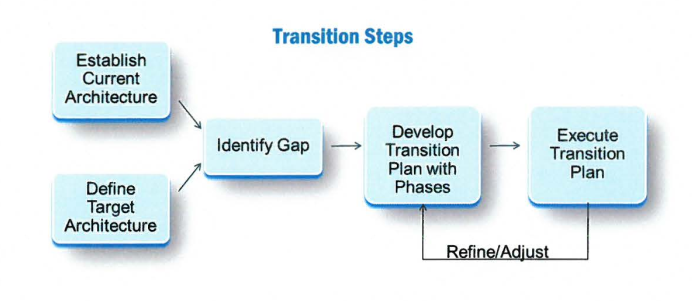 Transition Steps
Establish
Current
Architecture
Define
Target
Architecture
Identify Gap
Develop
Transition
Plan with
Phases
Execute
Transition
Plan
Refine/Adjust